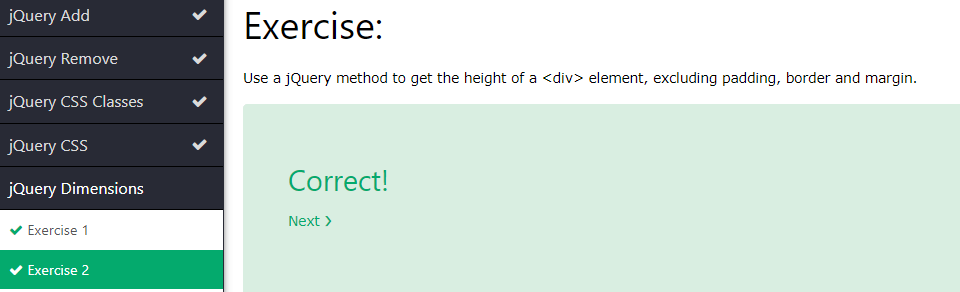 jQuery Add
jQuery Remove
jQuery CSS Classes
jQuery CSS
jQuery Dimensions
Exercise 1
Exercise 2
Exercise:
Use a jQuery method to get the height of a <div> element, excluding padding, border and margin.
Correct!
Next ❯